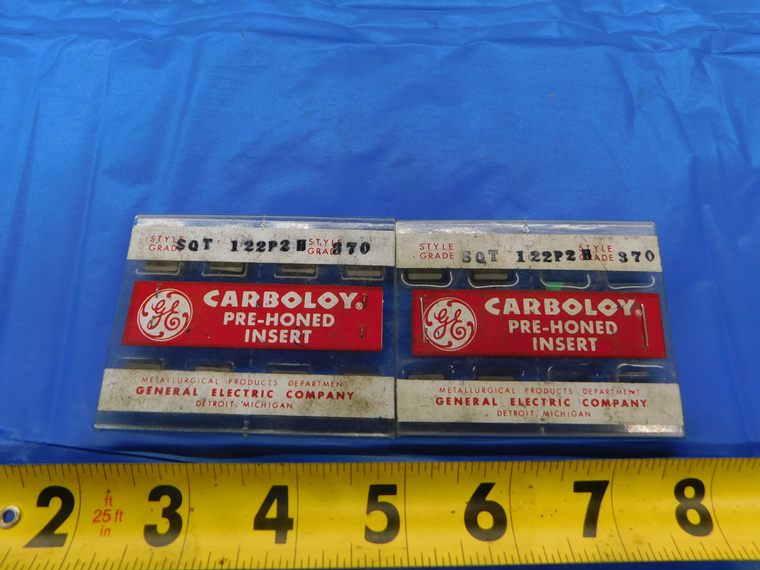 STYLE STYLE
GRADE GRADE
SQT 122P2H 370
GE
CARBOLOY®
PRE-HONED
INSERT
METALLURGICAL PRODUCTS DEPARTMENT
GENERAL ELECTRIC COMPANY
DETROIT, MICHIGAN
STYLE STYLE
GRADE GRADE
SQT 122P2H 370
GE
CARBOLOY®
PRE-HONED
INSERT
METALLURGICAL PRODUCTS DEPARTMENT
GENERAL ELECTRIC COMPANY
DETROIT, MICHIGAN
2 ft 25 ft in 3 4 5 6 7 8